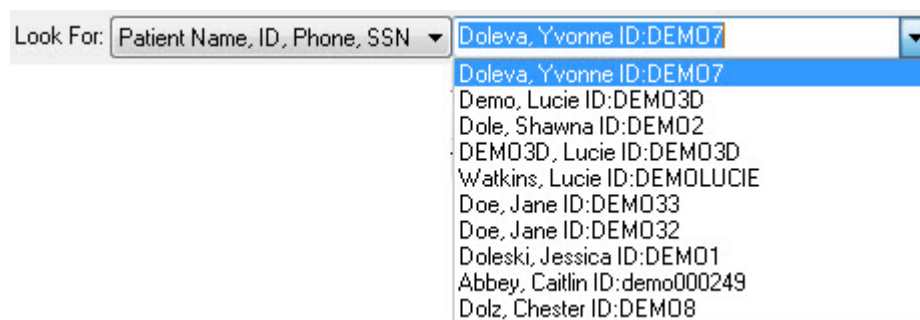 Look For: Patient Name, ID, Phone, SSN Doleva, Yvonne ID:DEMO7
Doleva, Yvonne ID:DEMO7
Demo, Lucie ID:DEMO3D
Dole, Shawna ID:DEMO2
DEMO3D, Lucie ID:DEMO3D
Watkins, Lucie ID:DEMOLUCIE
Doe, Jane ID:DEMO33
Doe, Jane ID:DEMO32
Doleski, Jessica ID:DEMO1
Abbey, Caitlin ID:demo000249
Dolz, Chester ID:DEMO8